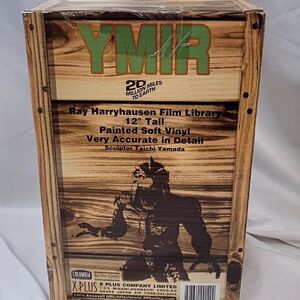 YMIR
20
MILLION MILES
TO EARTH
Ray Harryhausen Film Library
12" Tall
Painted Soft Vinyl
Very Accurate in Detail
Sculptor Taichi Yamada
COLUMBIA
X-PLUS
X PLUS COMPANY LIMITED